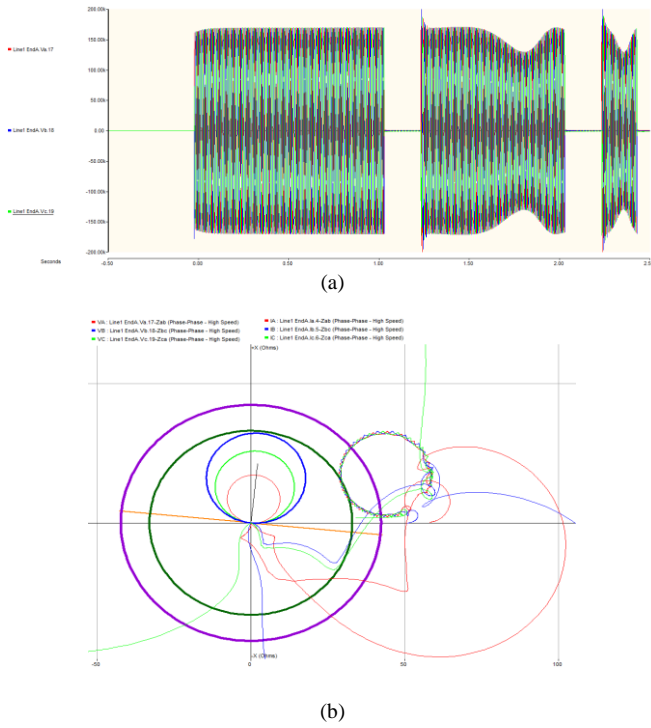 200.00k
150.00k
Line1 EndA.Va.17
100.00k
50.00k
Line1 EndA.Vb.18
0.00
-50.00k
-100.00k
-150.00k
Line1 EndA.Vc.19
-200.00k
Seconds
-0.50 0.00 0.50 1.00 1.50 2.00 2.5
(a)
VA : Line1 EndA.Va.17-Zab (Phase-Phase - High Speed) IA : Line1 EndA.Ia.4-Zab (Phase-Phase - High Speed)
VB : Line1 EndA.Vb.18-Zbc (Phase-Phase - High Speed) IB : Line1 EndA.Ib.5-Zbc (Phase-Phase - High Speed)
VC : Line1 EndA.Vc.19-Zca (Phase-Phase - High Speed) IC : Line1 EndA.Ic.6-Zca (Phase-Phase - High Speed)
+X (Ohms)
-X (Ohms)
-50 0 50 100
(b)